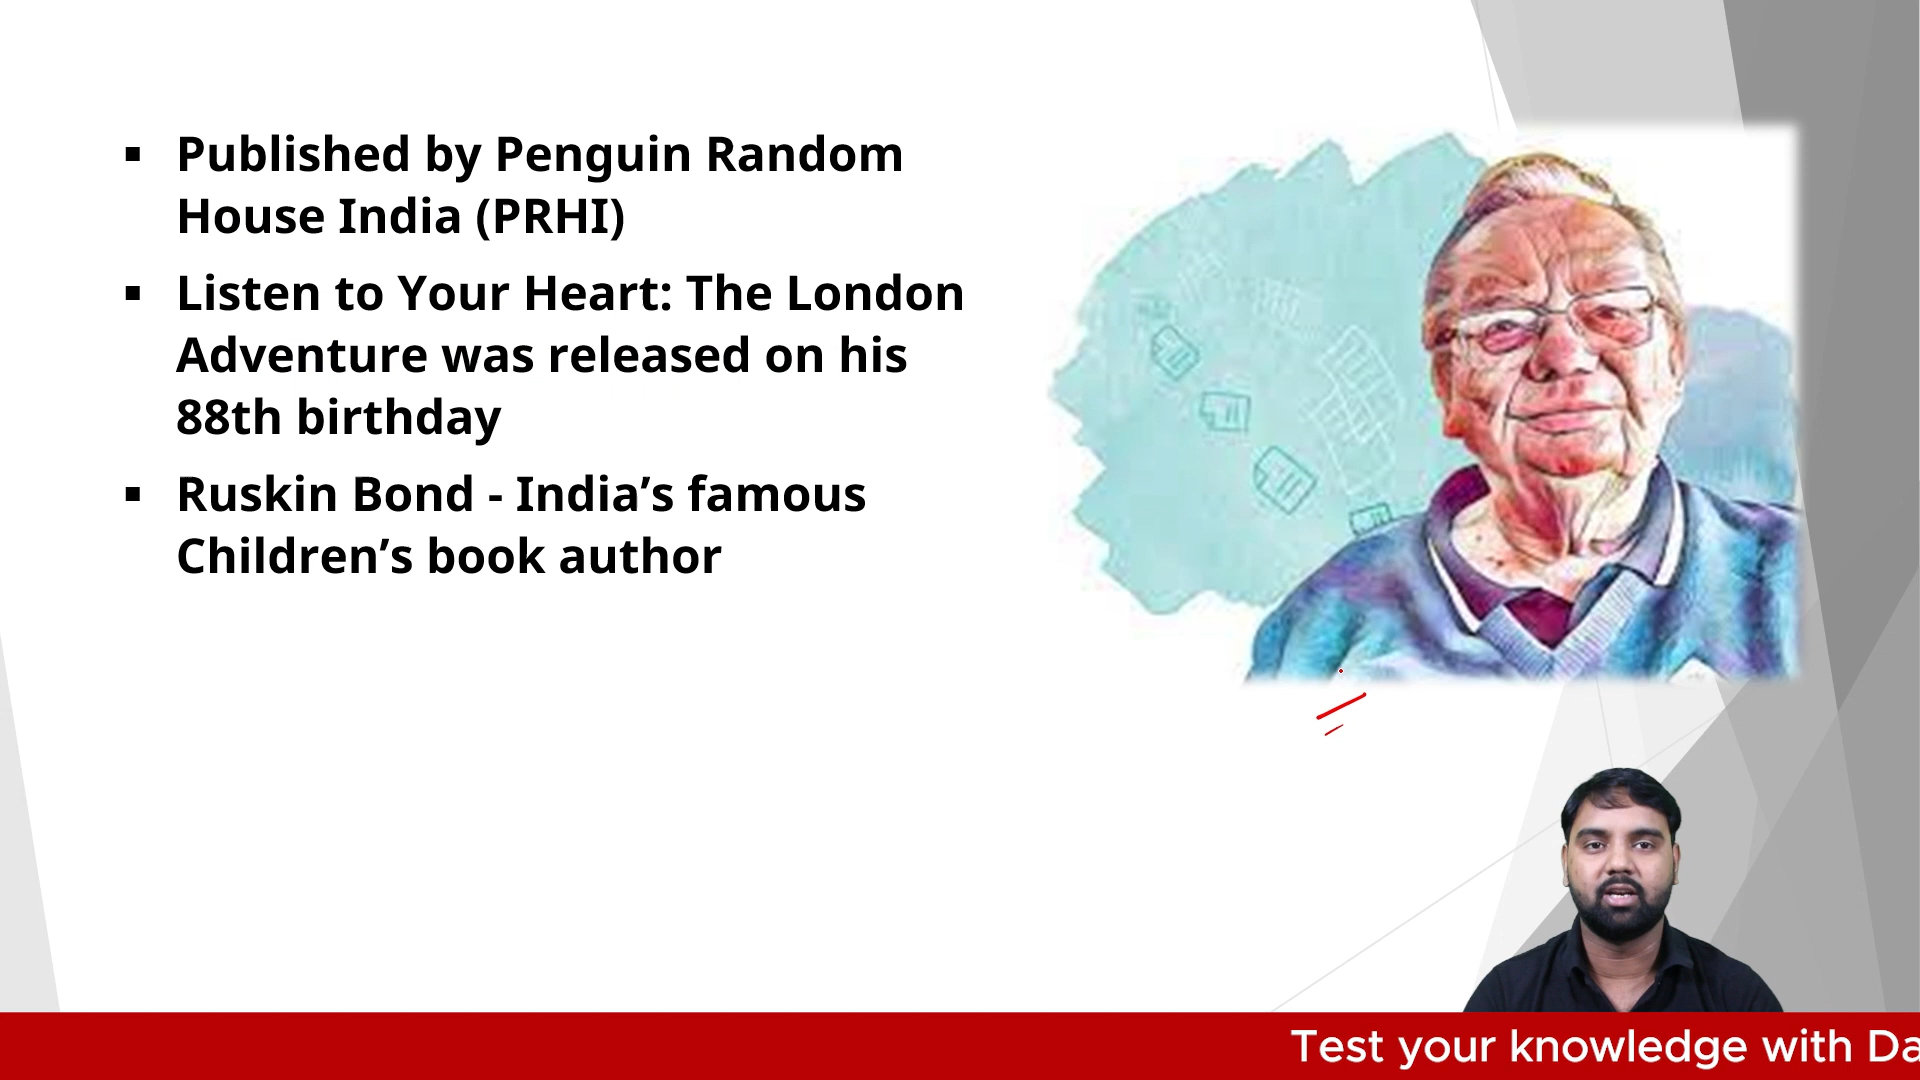 ▪ Published by Penguin Random
House India (PRHI)
▪ Listen to Your Heart: The London
Adventure was released on his
88th birthday
▪ Ruskin Bond - India’s famous
Children’s book author
Test your knowledge with Da